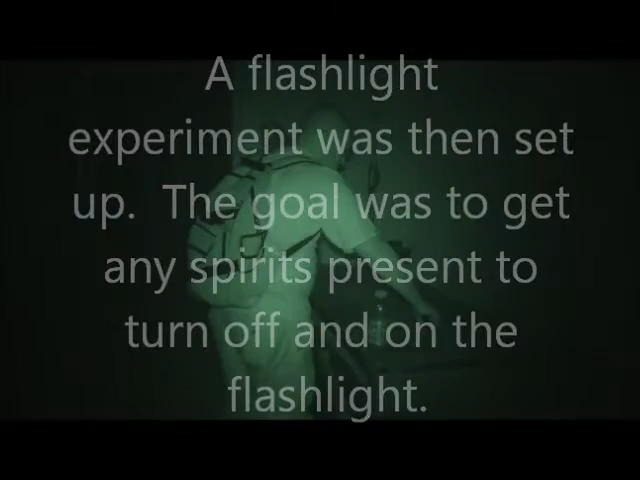 A flashlight
experiment was then set
up.  The goal was to get
any spirits present to
turn off and on the
flashlight.